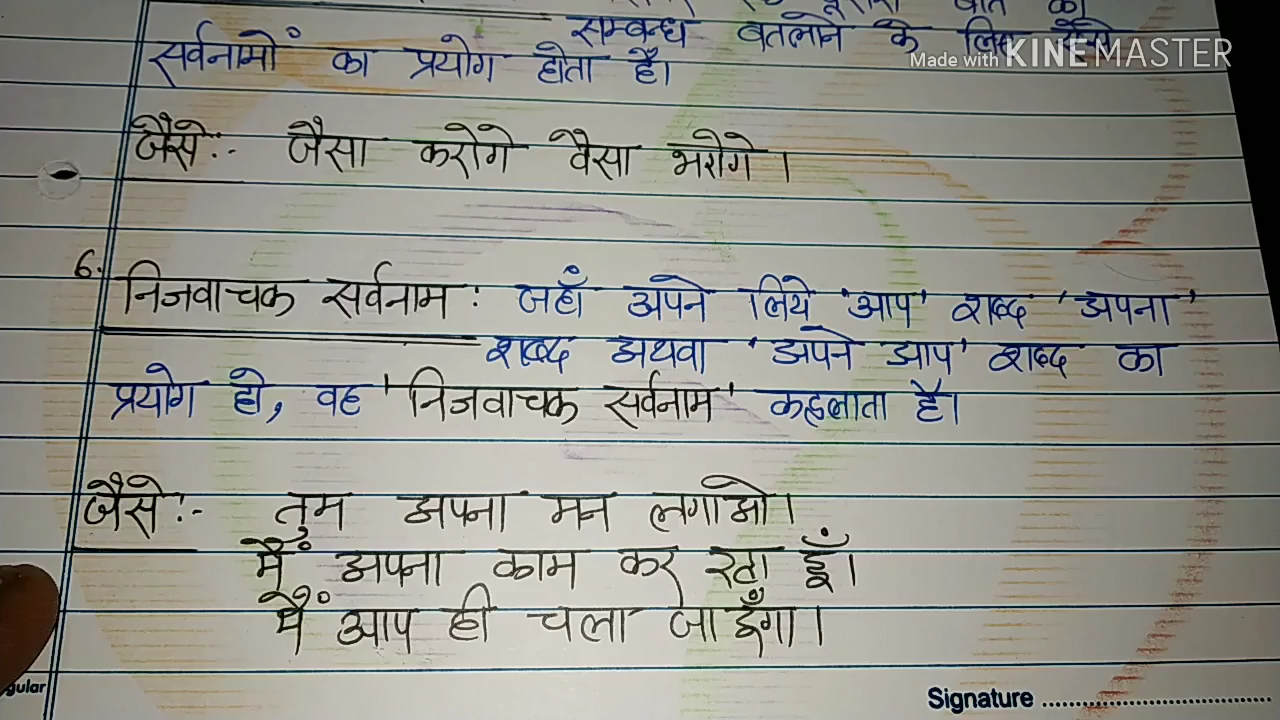 बात का
सम्बन्ध बतलाने के लिए ऐसे
Made with KINEMASTER
सर्वनामों का प्रयोग होता है।
जैसे:- जैसा करोगे वैसा भरोगे।
6. निजवाचक सर्वनाम : जहाँ अपने लिये 'आप' शब्द 'अपना'
शब्द अथवा 'अपने आप' शब्द का
प्रयोग हो, वह 'निजवाचक सर्वनाम' कहलाता है।
जैसे:- तुम अपना मन लगाओ।
मैं अपना काम कर रहा हूँ।
मैं आप ही चला जाऊँगा।
gular
Signature